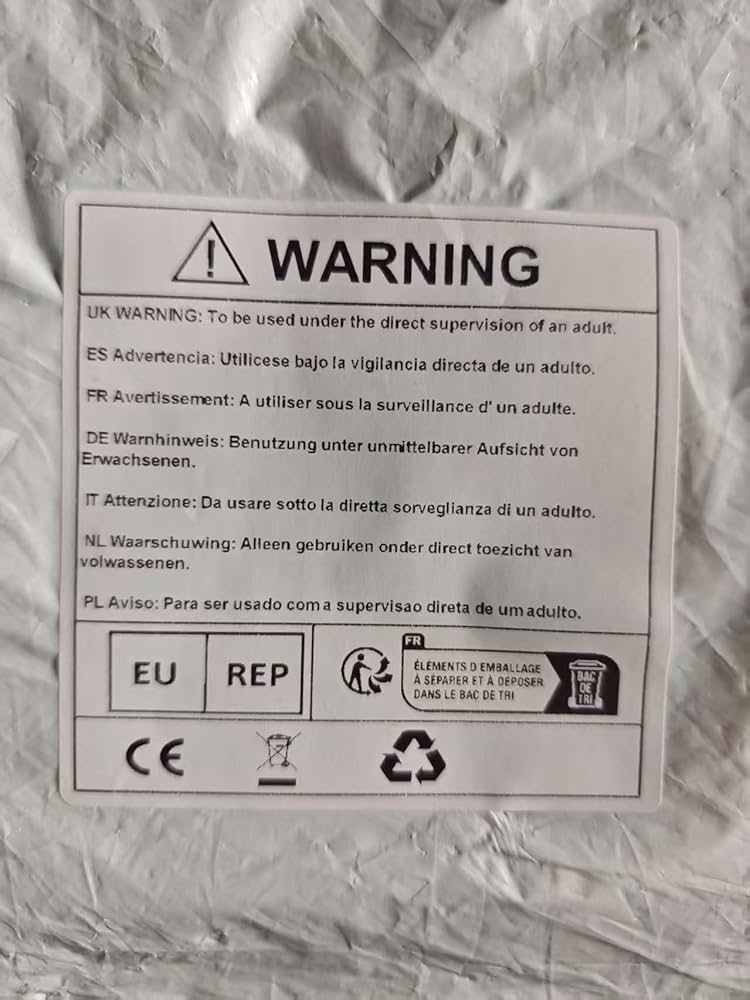 WARNING
UK WARNING: To be used under the direct supervision of an adult.
ES Advertencia: Utilicese bajo la vigilancia directa de un adulto.
FR Avertissement: A utiliser sous la surveillance d' un adulte.
DE Warnhinweis: Benutzung unter unmittelbarer Aufsicht von
Erwachsenen.
IT Attenzione: Da usare sotto la diretta sorveglianza di un adulto.
NL Waarschuwing: Alleen gebruiken onder direct toezicht van
volwassenen.
PL Aviso: Para ser usado com a supervisao direta de um adulto.
EU REP
FR
ÉLÉMENTS D'EMBALLAGE
À SÉPARER ET À DÉPOSER
DANS LE BAC DE TRI
BAC
DE
TRI
CE